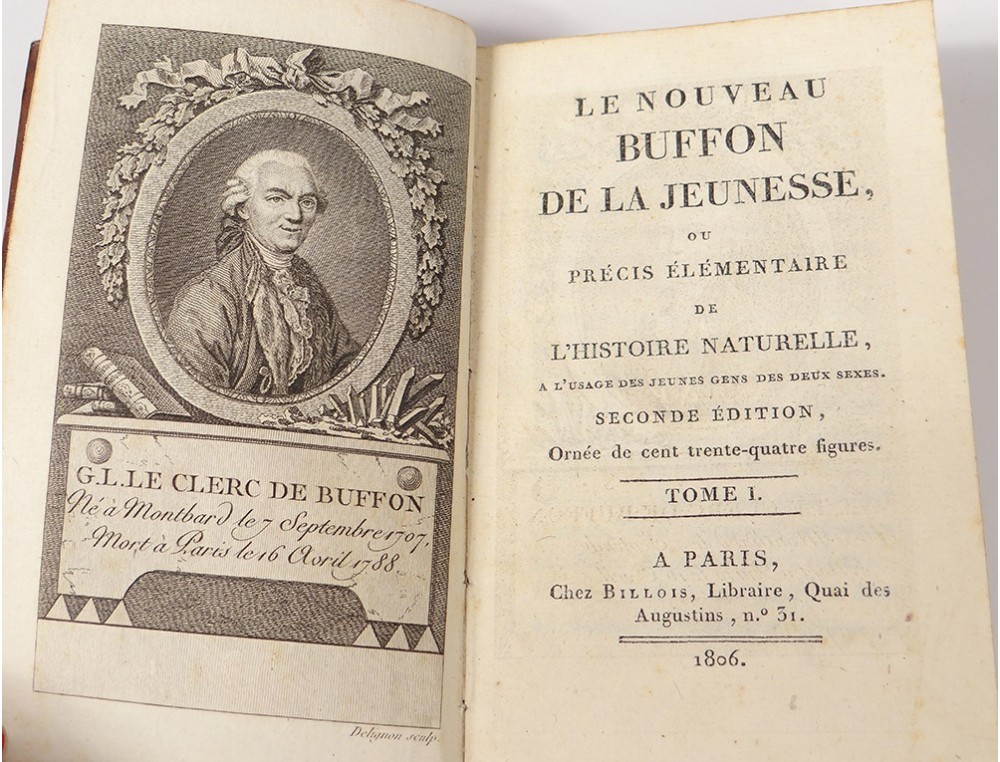 G.L.LE CLERC DE BUFFON
Né à Montbard le 7 Septembre 1707.
Mort à Paris le 16 Avril 1788
Delignon sculp.
LE NOUVEAU
BUFFON
DE LA JEUNESSE,
OU
PRÉCIS ÉLÉMENTAIRE
DE
L'HISTOIRE NATURELLE,
A L'USAGE DES JEUNES GENS DES DEUX SEXES.
SECONDE ÉDITION,
Ornée de cent trente-quatre figures.
TOME I.
A PARIS,
Chez BILLOIS, Libraire, Quai des
Augustins, n.º 31.
1806.